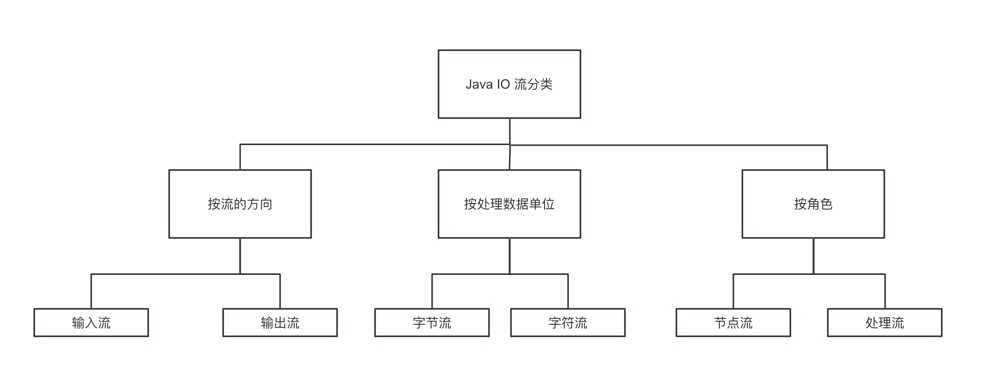 Java IO 流分类
按流的方向
按处理数据单位
按角色
输入流
输出流
字节流
字符流
节点流
处理流